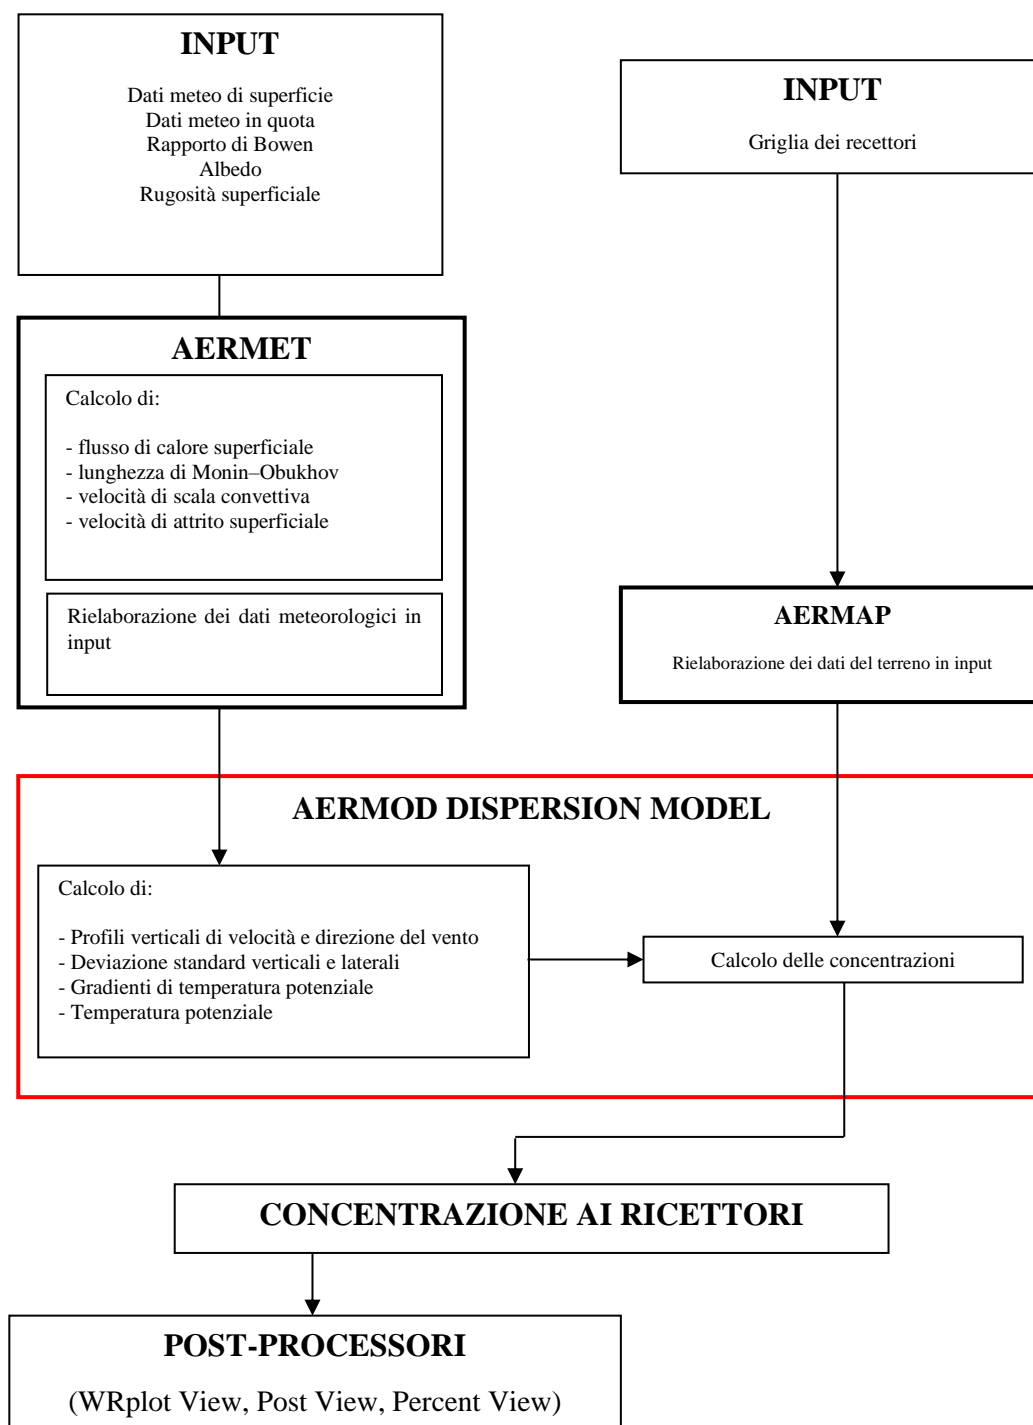 INPUT
Dati meteo di superficie
Dati meteo in quota
Rapporto di Bowen
Albedo
Rugosità superficiale
INPUT
Griglia dei recettori
AERMET
Calcolo di:
- flusso di calore superficiale
- lunghezza di Monin–Obukhov
- velocità di scala convettiva
- velocità di attrito superficiale
Rielaborazione dei dati meteorologici in
input
AERMAP
Rielaborazione dei dati del terreno in input
AERMOD DISPERSION MODEL
Calcolo di:
- Profili verticali di velocità e direzione del vento
- Deviazione standard verticali e laterali
- Gradienti di temperatura potenziale
- Temperatura potenziale
Calcolo delle concentrazioni
CONCENTRAZIONE AI RICETTORI
POST-PROCESSORI
(WRplot View, Post View, Percent View)